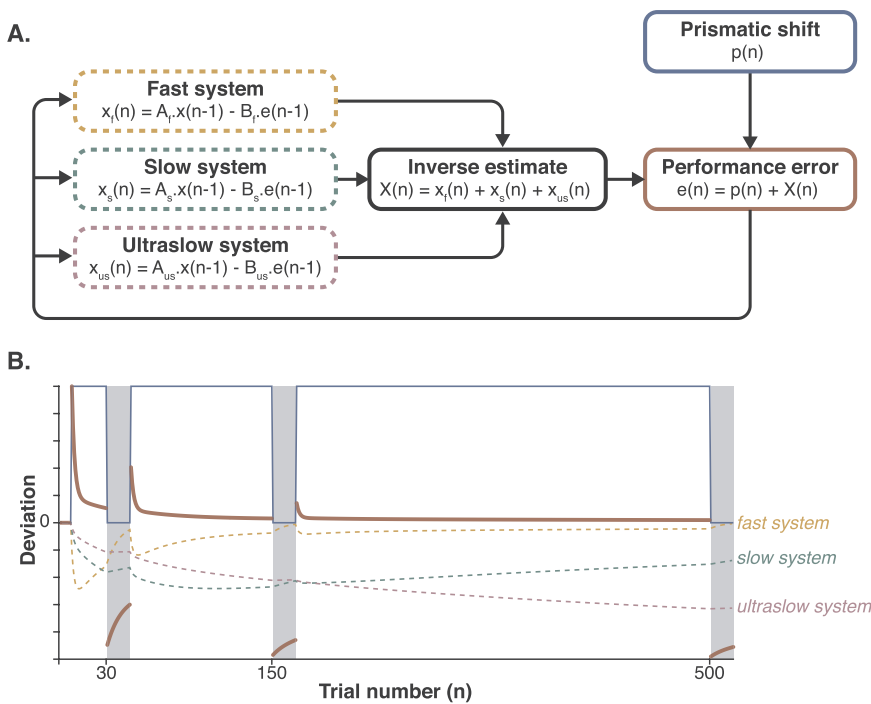 A.
Prismatic shift
p(n)
Fast system
x_f(n) = A_f.x(n-1) - B_f.e(n-1)
Slow system
x_s(n) = A_s.x(n-1) - B_s.e(n-1)
Inverse estimate
X(n) = x_f(n) + x_s(n) + x_us(n)
Performance error
e(n) = p(n) + X(n)
Ultraslow system
x_us(n) = A_us.x(n-1) - B_us.e(n-1)
B.
Deviation
0
fast system
slow system
ultraslow system
30
150
500
Trial number (n)